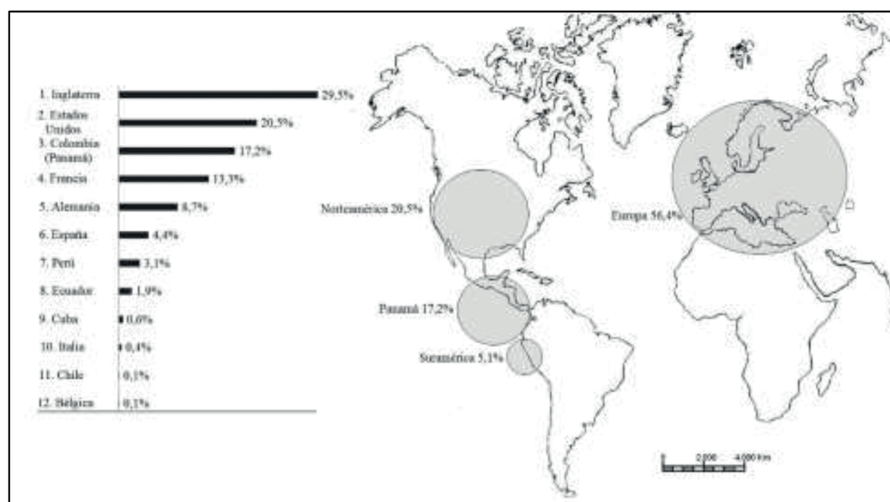 1. Inglaterra
29,5%
2. Estados
Unidos
20,5%
3. Colombia
(Panamá)
17,2%
4. Francia
13,3%
5. Alemania
8,7%
6. España
4,4%
7. Perú
3,1%
8. Ecuador
1,9%
9. Cuba
0,6%
10. Italia
0,4%
11. Chile
0,1%
12. Bélgica
0,1%
Norteamérica 20,5%
Europa 56,4%
Panamá 17,2%
Suramérica 5,1%
0 2.000 4.000 Km